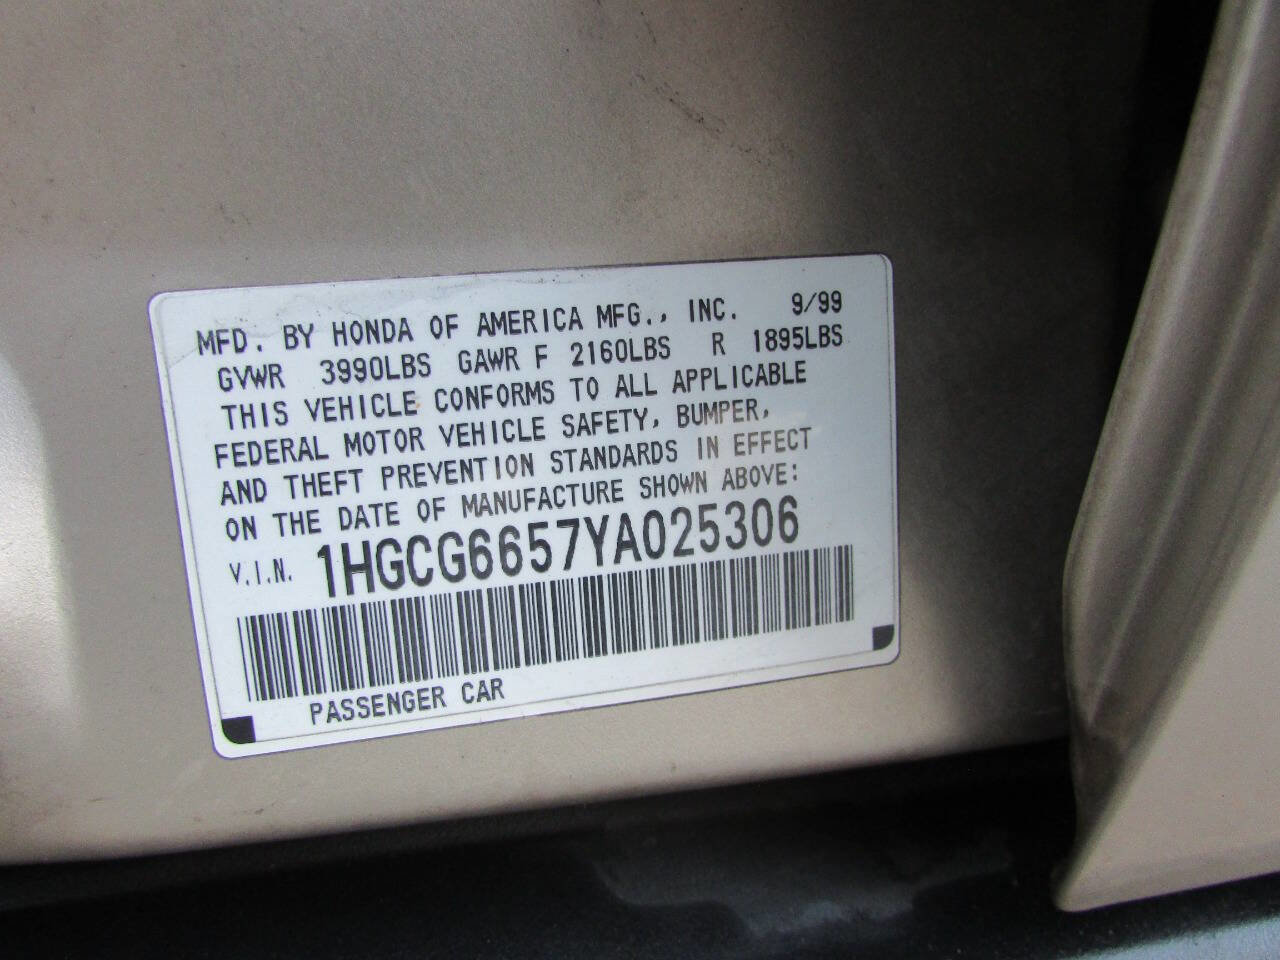 MFD. BY HONDA OF AMERICA MFG., INC. 9/99
GVWR 3990LBS GAWR F 2160LBS R 1895LBS
THIS VEHICLE CONFORMS TO ALL APPLICABLE
FEDERAL MOTOR VEHICLE SAFETY, BUMPER,
AND THEFT PREVENTION STANDARDS IN EFFECT
ON THE DATE OF MANUFACTURE SHOWN ABOVE:
V.I.N. 1HGCG6657YA025306
PASSENGER CAR